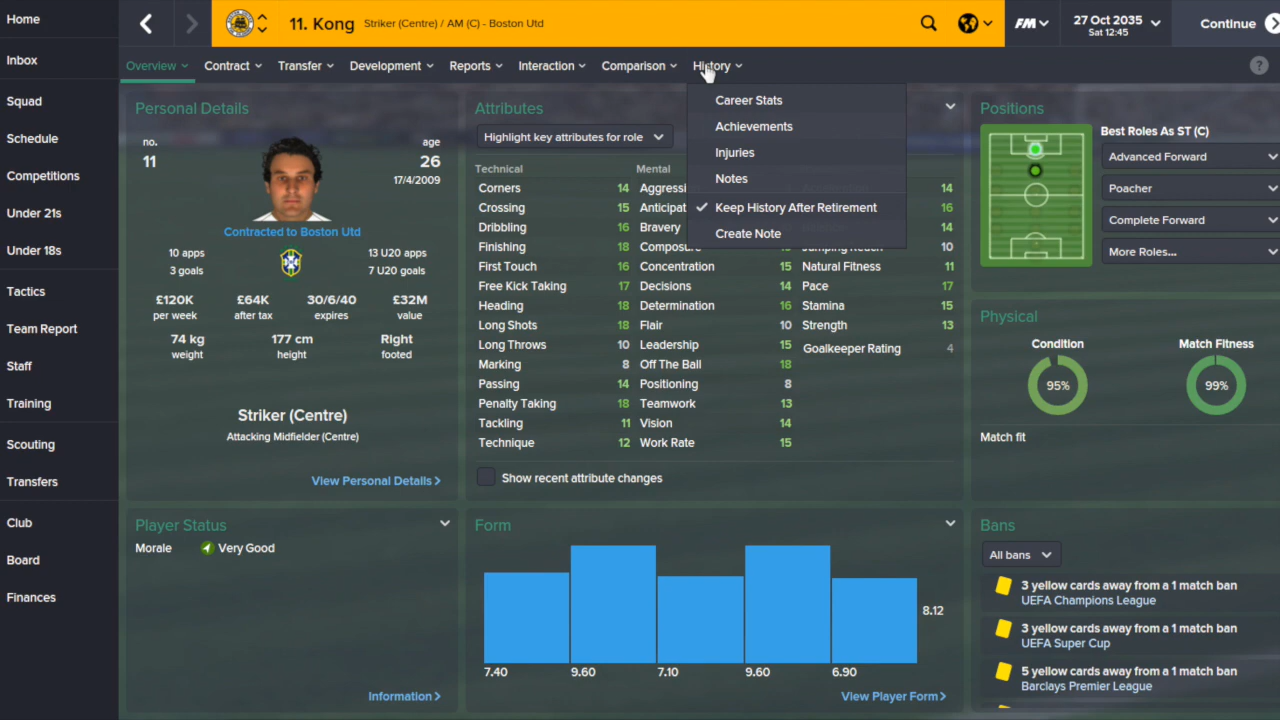 Home
Inbox
Squad
Schedule
Competitions
Under 21s
Under 18s
Tactics
Team Report
Staff
Training
Scouting
Transfers
Club
Board
Finances
11. Kong
Striker (Centre) / AM (C) - Boston Utd
FM
27 Oct 2035
Sat 12:45
Continue
Overview
Contract
Transfer
Development
Reports
Interaction
Comparison
History
?
Career Stats
Achievements
Injuries
Notes
Keep History After Retirement
Create Note
Personal Details
no.
11
age
26
17/4/2009
Contracted to Boston Utd
10 apps
3 goals
13 U20 apps
7 U20 goals
£120K
per week
£64K
after tax
30/6/40
expires
£32M
value
74 kg
weight
177 cm
height
Right
footed
Striker (Centre)
Attacking Midfielder (Centre)
View Personal Details
Attributes
Highlight key attributes for role
Technical
Corners 14
Crossing 15
Dribbling 16
Finishing 18
First Touch 16
Free Kick Taking 17
Heading 18
Long Shots 18
Long Throws 10
Marking 8
Passing 14
Penalty Taking 18
Tackling 11
Technique 12
Mental
Aggressi
Anticipat
Bravery
Composu
Concentration 15
Decisions 14
Determination 16
Flair 10
Leadership 15
Off The Ball 18
Positioning 8
Teamwork 13
Vision 14
Work Rate 15
14
16
14
Jumping Reach 10
Natural Fitness 11
Pace 17
Stamina 15
Strength 13
Goalkeeper Rating 4
Show recent attribute changes
Positions
Best Roles As ST (C)
Advanced Forward
Poacher
Complete Forward
More Roles...
Physical
Condition
95%
Match Fitness
99%
Match fit
Player Status
Morale Very Good
Information
Form
8.12
7.40 9.60 7.10 9.60 6.90
View Player Form
Bans
All bans
3 yellow cards away from a 1 match ban
UEFA Champions League
3 yellow cards away from a 1 match ban
UEFA Super Cup
5 yellow cards away from a 1 match ban
Barclays Premier League